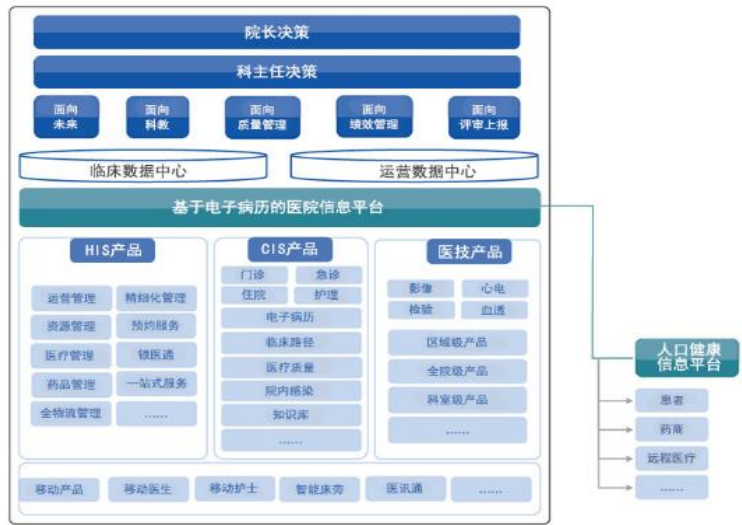 院长决策
科主任决策
面向
未来
面向
科教
面向
质量管理
面向
绩效管理
面向
评审上报
临床数据中心
运营数据中心
基于电子病历的医院信息平台
HIS产品
运营管理
精细化管理
资源管理
预约服务
医疗管理
银医通
药品管理
一站式服务
全物流管理
......
CIS产品
门诊
急诊
住院
护理
电子病历
临床路径
医疗质量
院内感染
知识库
......
医技产品
影像
心电
检验
血透
区域级产品
全院级产品
科室级产品
......
移动产品
移动医生
移动护士
智能床旁
医讯通
......
人口健康
信息平台
患者
药商
远程医疗
......